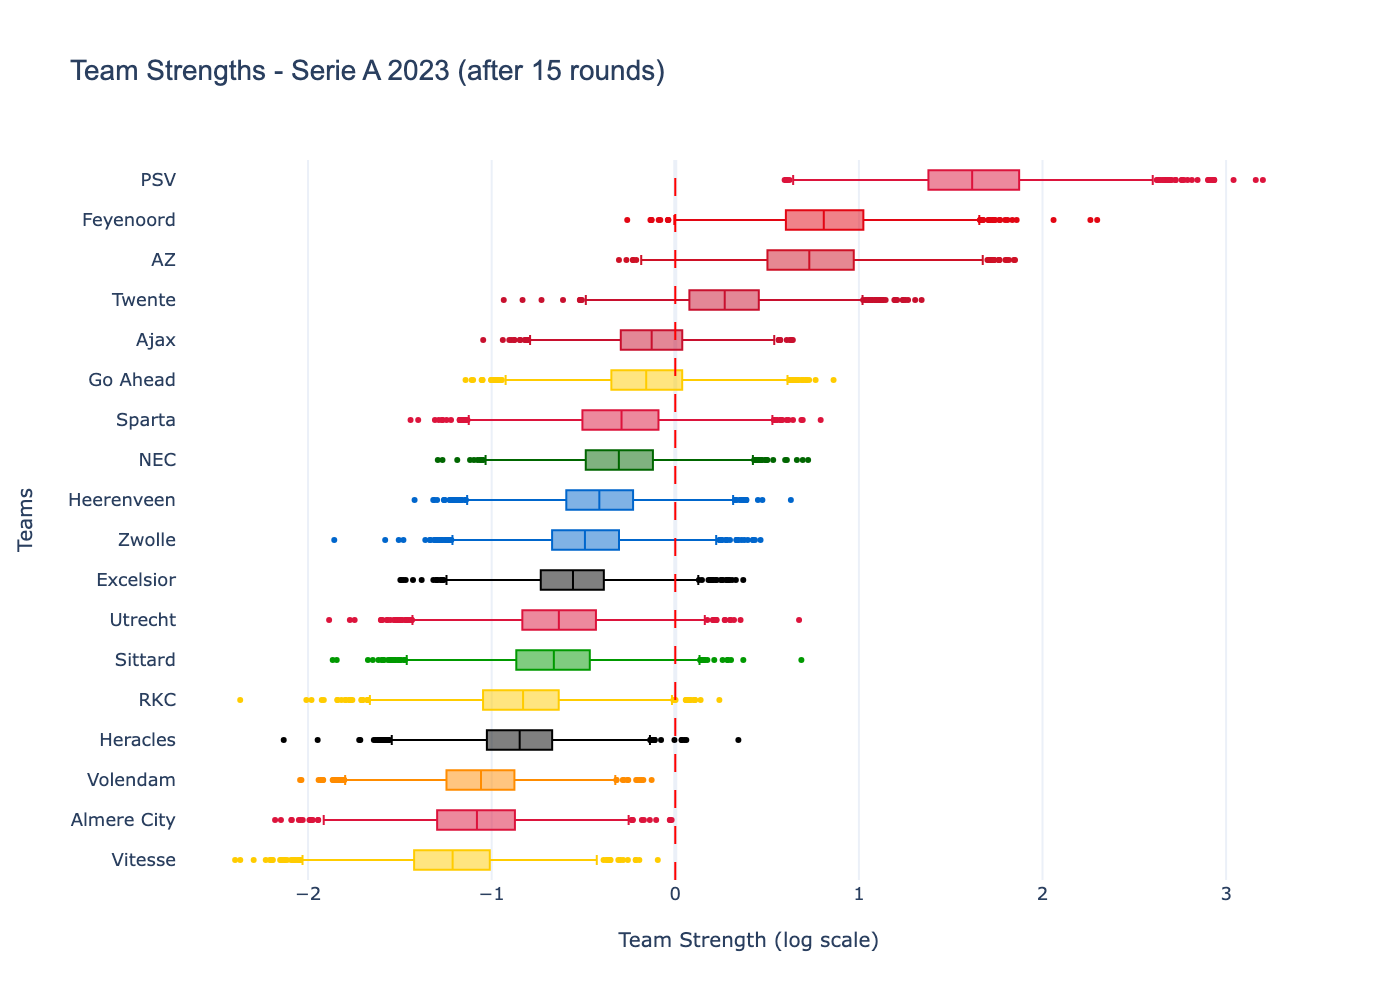 Team Strengths - Serie A 2023 (after 15 rounds)
PSV
Feyenoord
AZ
Twente
Ajax
Go Ahead
Sparta
NEC
Heerenveen
Zwolle
Excelsior
Utrecht
Sittard
RKC
Heracles
Volendam
Almere City
Vitesse
Teams
−2 −1 0 1 2 3
Team Strength (log scale)